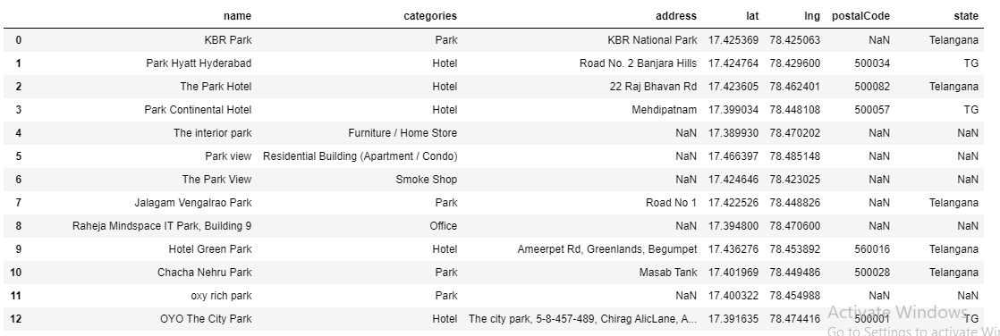 name categories address lat lng postalCode state
0 KBR Park Park KBR National Park 17.425369 78.425063 NaN Telangana
1 Park Hyatt Hyderabad Hotel Road No. 2 Banjara Hills 17.424764 78.429600 500034 TG
2 The Park Hotel Hotel 22 Raj Bhavan Rd 17.423605 78.462401 500082 Telangana
3 Park Continental Hotel Hotel Mehdipatnam 17.399034 78.448108 500057 TG
4 The interior park Furniture / Home Store NaN 17.389930 78.470202 NaN NaN
5 Park view Residential Building (Apartment / Condo) NaN 17.466397 78.485148 NaN NaN
6 The Park View Smoke Shop NaN 17.424646 78.423025 NaN NaN
7 Jalagam Vengalrao Park Park Road No 1 17.422526 78.448826 NaN Telangana
8 Raheja Mindspace IT Park, Building 9 Office NaN 17.394800 78.470600 NaN NaN
9 Hotel Green Park Hotel Ameerpet Rd, Greenlands, Begumpet 17.436276 78.453892 560016 Telangana
10 Chacha Nehru Park Park Masab Tank 17.401969 78.449486 500028 Telangana
11 oxy rich park Park NaN 17.400322 78.454988 NaN NaN
12 OYO The City Park Hotel The city park, 5-8-457-489, Chirag AlicLane, A... 17.391635 78.474416 500001 TG
Activate Windows
Go to Settings to activate Wi